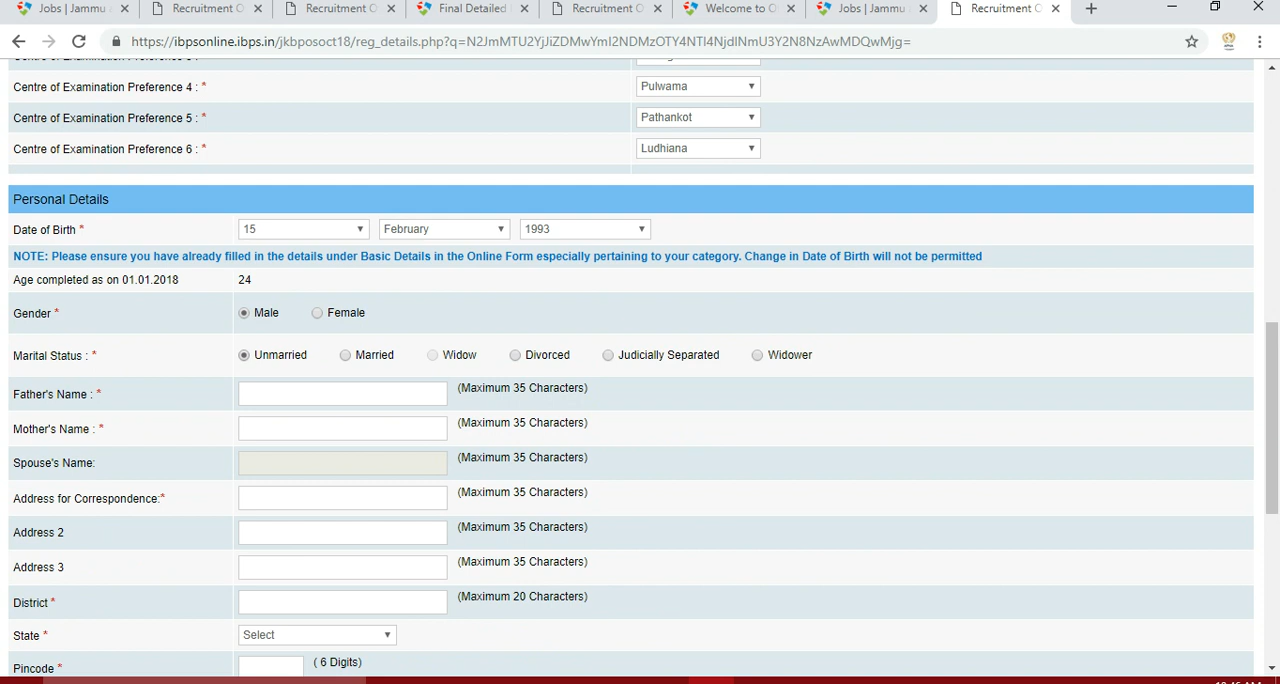 Jobs | Jammu & Recruitment O Recruitment O Final Detailed Recruitment O Welcome to O Jobs | Jammu Recruitment O
https://ibpsonline.ibps.in/jkbposoct18/reg_details.php?q=N2JmMTU2YjJiZDMwYmI2NDMzOTY4NTI4NjdlNmU3Y2N8NzAwMDQwMjg=
Centre of Examination Preference 4 : * Pulwama
Centre of Examination Preference 5 : * Pathankot
Centre of Examination Preference 6 : * Ludhiana
Personal Details
Date of Birth * 15 February 1993
NOTE: Please ensure you have already filled in the details under Basic Details in the Online Form especially pertaining to your category. Change in Date of Birth will not be permitted
Age completed as on 01.01.2018 24
Gender * Male Female
Marital Status : * Unmarried Married Widow Divorced Judicially Separated Widower
Father's Name : * (Maximum 35 Characters)
Mother's Name : * (Maximum 35 Characters)
Spouse's Name: (Maximum 35 Characters)
Address for Correspondence:* (Maximum 35 Characters)
Address 2 (Maximum 35 Characters)
Address 3 (Maximum 35 Characters)
District * (Maximum 20 Characters)
State * Select
Pincode * ( 6 Digits)